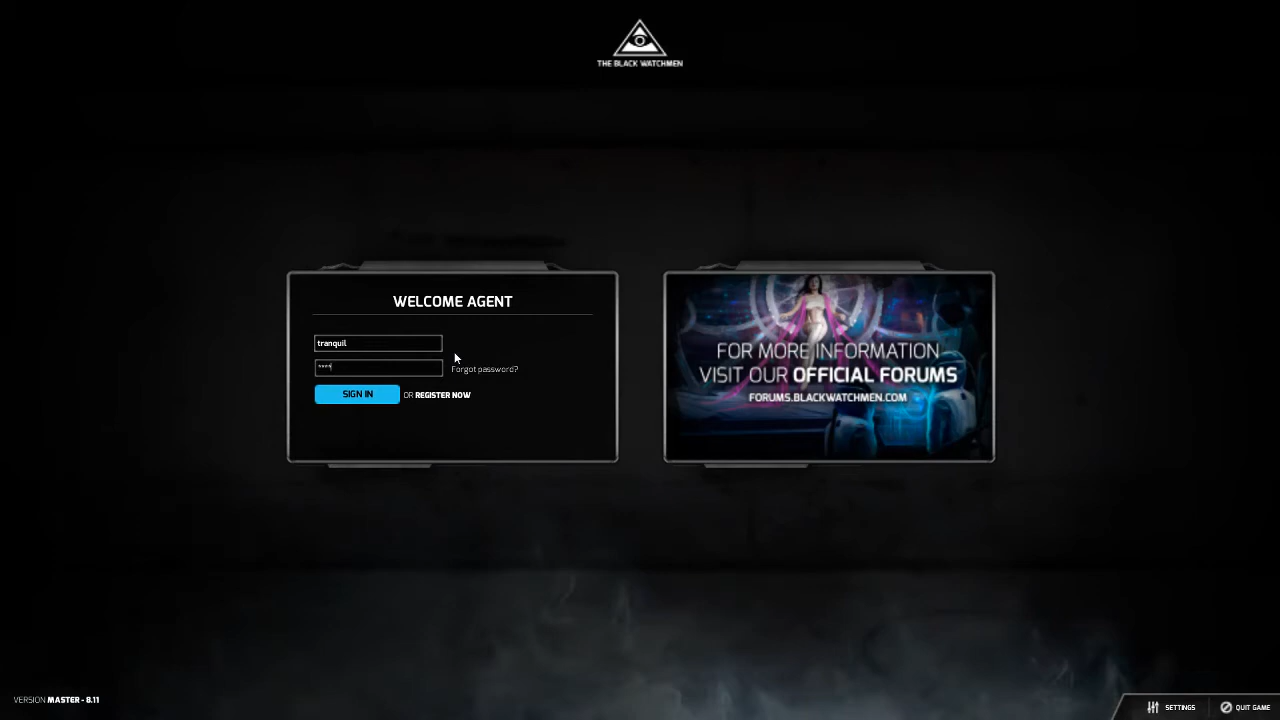 THE BLACK WATCHMEN
WELCOME AGENT
tranquil
****
Forgot password?
SIGN IN OR REGISTER NOW
FOR MORE INFORMATION
VISIT OUR OFFICIAL FORUMS
FORUMS.BLACKWATCHMEN.COM
VERSION MASTER - 8.11
SETTINGS
QUIT GAME